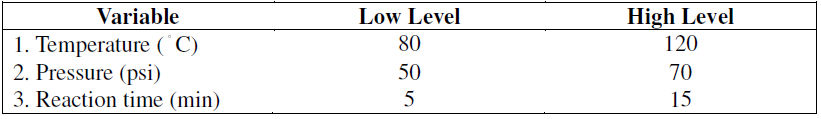 Variable Low Level High Level
1. Temperature (°C) 80 120
2. Pressure (psi) 50 70
3. Reaction time (min) 5 15